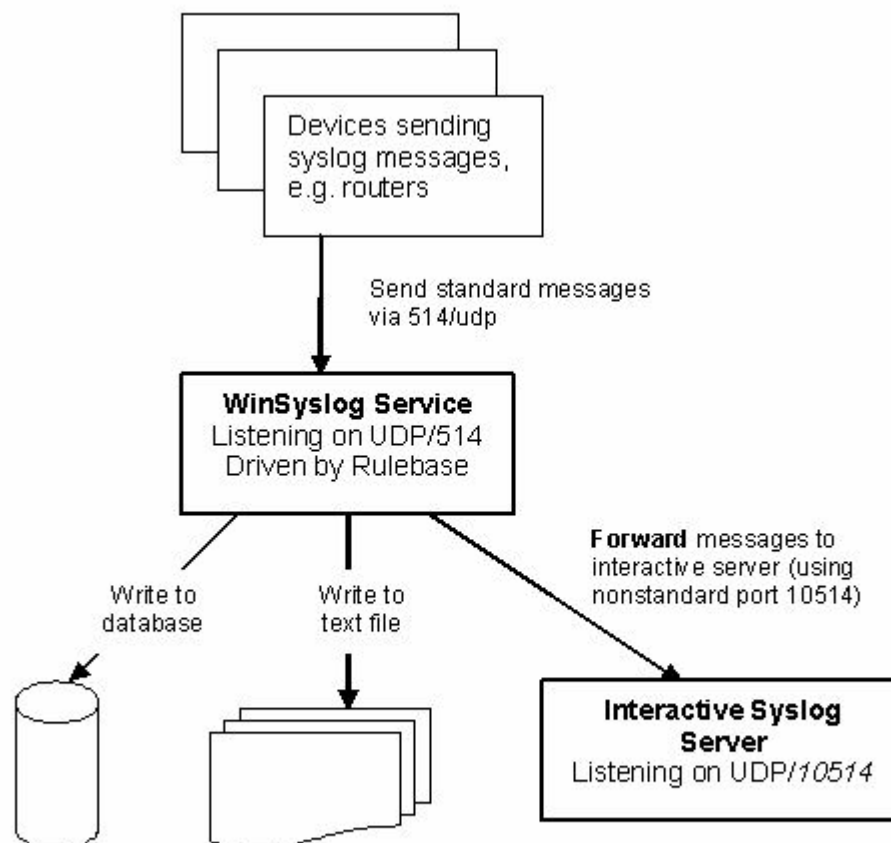 Devices sending
syslog messages,
e.g. routers
Send standard messages
via 514/udp
WinSyslog Service
Listening on UDP/514
Driven by Rulebase
Forward messages to
interactive server (using
nonstandard port 10514)
Write to
database
Write to
text file
Interactive Syslog
Server
Listening on UDP/10514